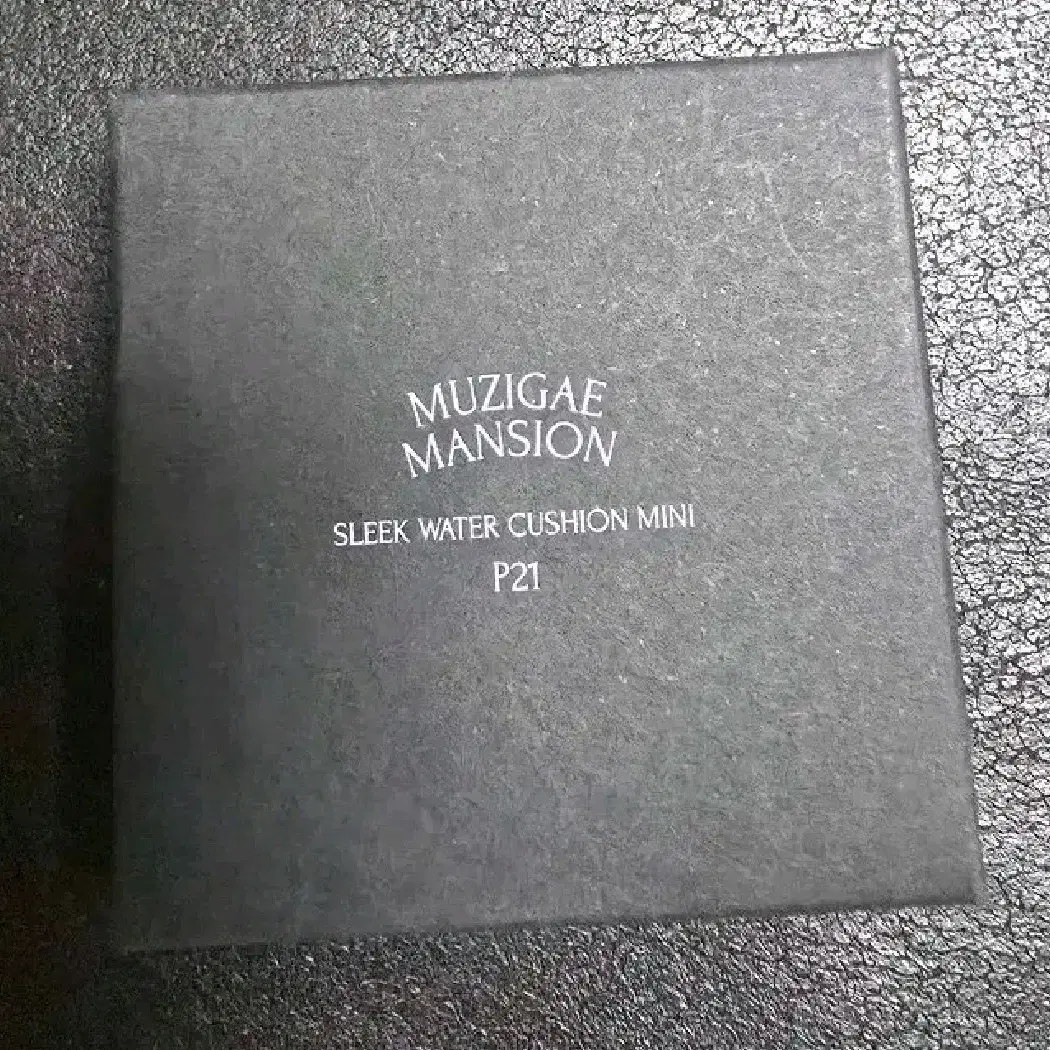 MUZIGAE
MANSION
SLEEK WATER CUSHION MINI
P21